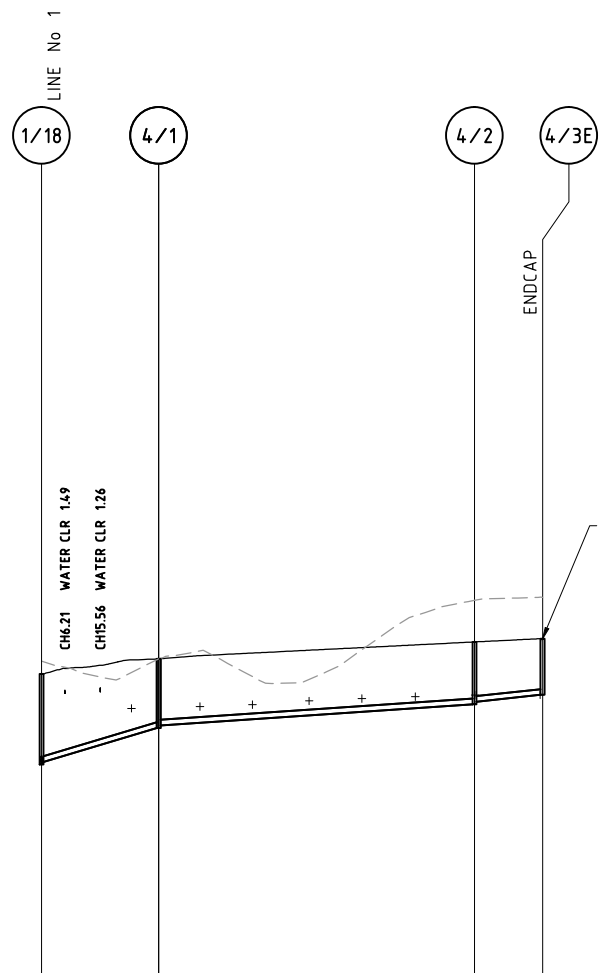 LINE No 1
1/18
4/1
4/2
4/3E
ENDCAP
CH6.21 WATER CLR 1.49
CH15.56 WATER CLR 1.26